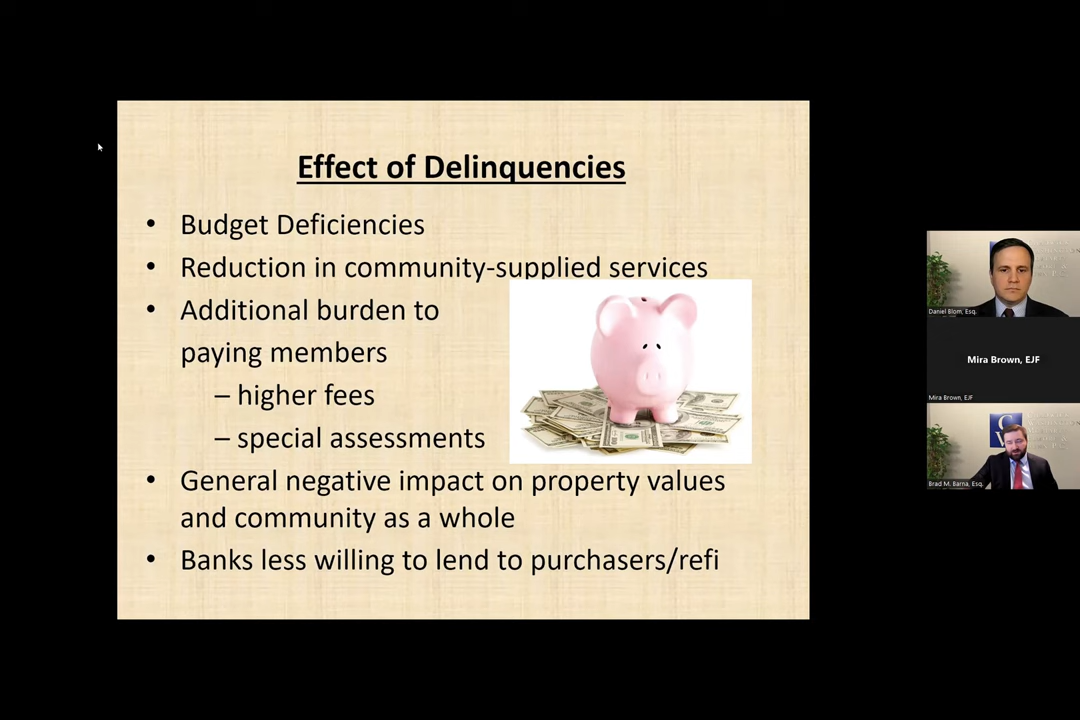 Effect of Delinquencies
• Budget Deficiencies
• Reduction in community-supplied services
• Additional burden to
paying members
– higher fees
– special assessments
• General negative impact on property values
and community as a whole
• Banks less willing to lend to purchasers/refi
Daniel Blom, Esq.
Mira Brown, EJF
Mira Brown, EJF
Brad M. Barna, Esq.